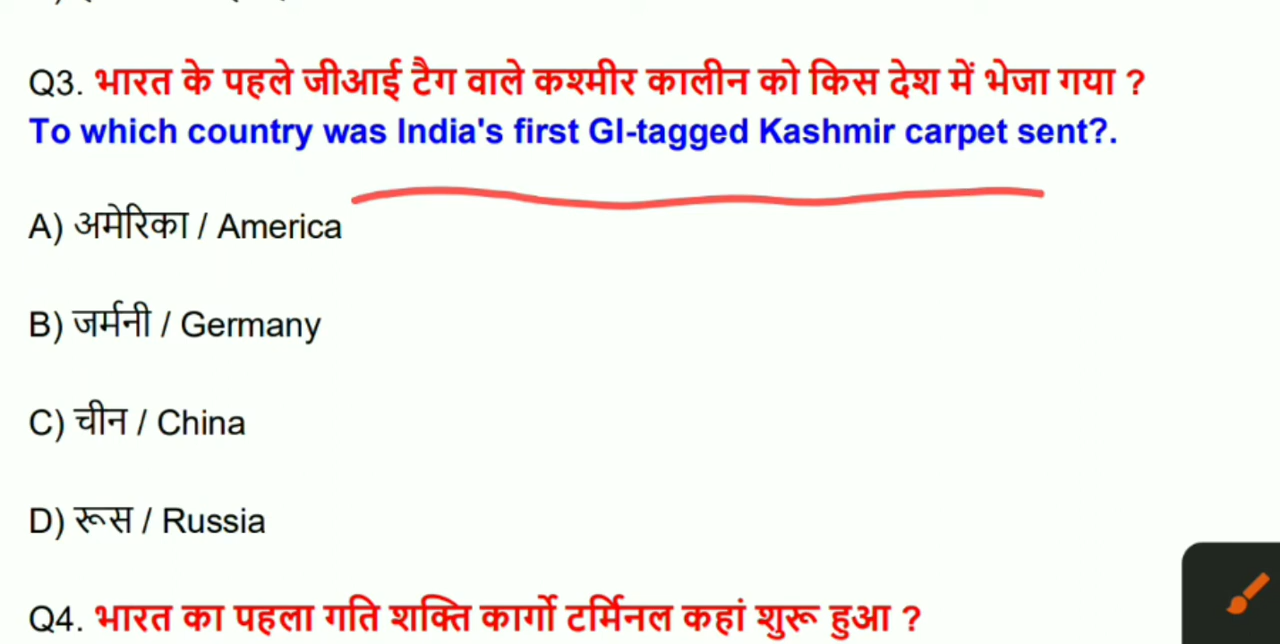 Q3. भारत के पहले जीआई टैग वाले कश्मीर कालीन को किस देश में भेजा गया ?
To which country was India's first GI-tagged Kashmir carpet sent?.
A) अमेरिका / America
B) जर्मनी / Germany
C) चीन / China
D) रूस / Russia
Q4. भारत का पहला गति शक्ति कार्गो टर्मिनल कहां शुरू हुआ ?